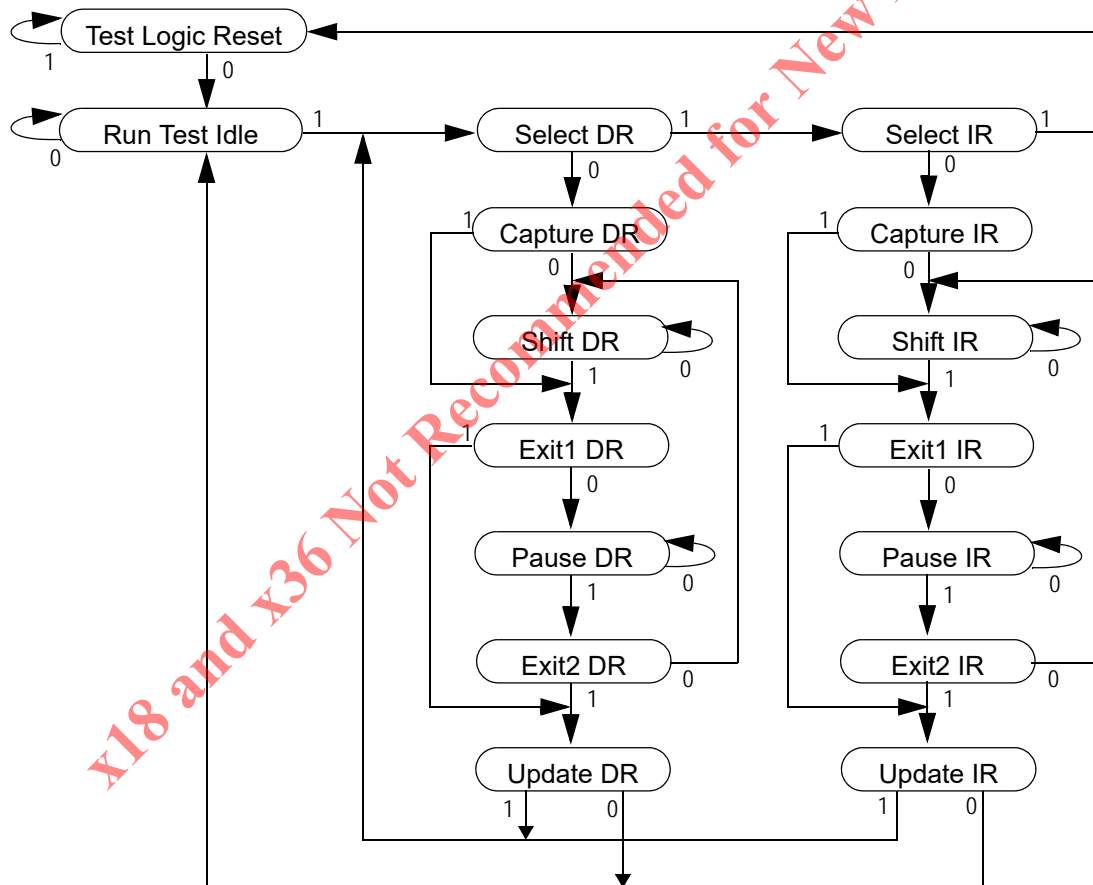 Test Logic Reset
1
0
Run Test Idle
0
1
Select DR
1
0
Select IR
1
0
1
Capture DR
0
1
Capture IR
0
Shift DR
0
1
Shift IR
0
1
1
Exit1 DR
0
1
Exit1 IR
0
Pause DR
0
1
Pause IR
0
1
Exit2 DR
0
1
Exit2 IR
0
1
Update DR
1
0
Update IR
1
0
x18 and x36 Not Recommended for New